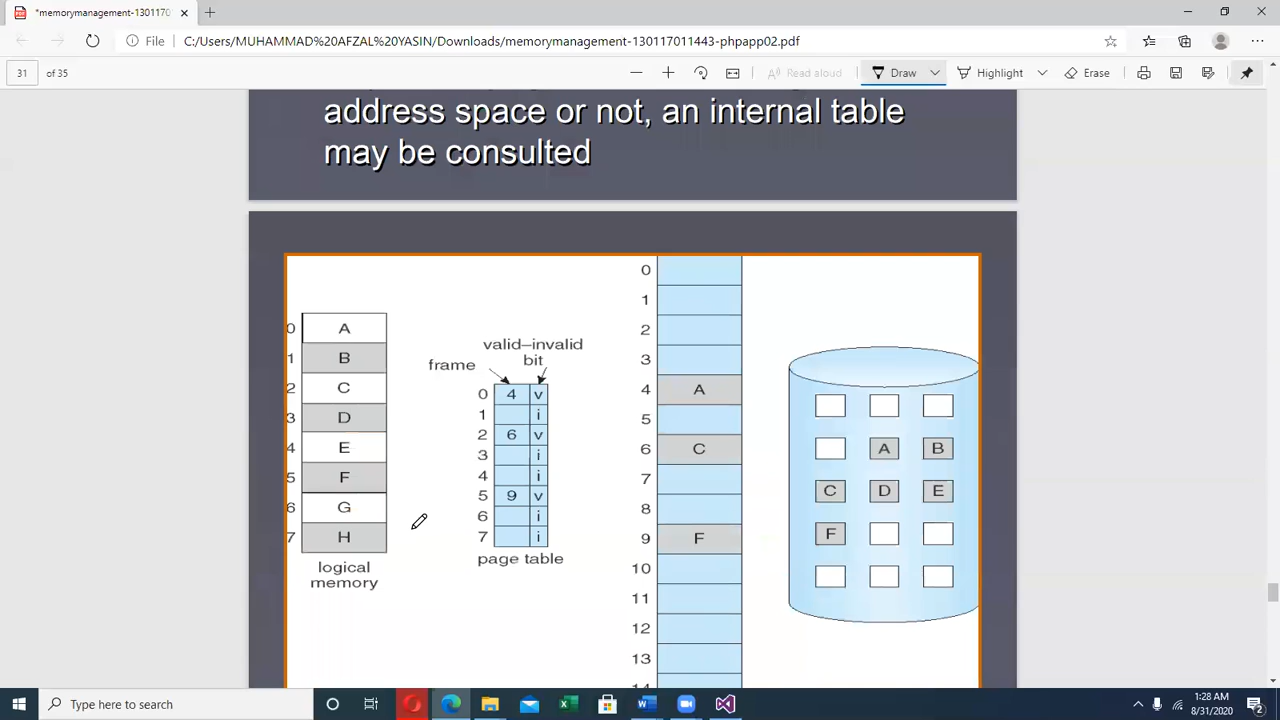 *memorymanagement-130117011
File
C:/Users/MUHAMMAD%20AFZAL%20YASIN/Downloads/memorymanagement-130117011443-phpapp02.pdf
31 of 35
Read aloud
Draw
Highlight
Erase
address space or not, an internal table
may be consulted
0 A
1 B
2 C
3 D
4 E
5 F
6 G
7 H
logical
memory
valid–invalid
bit
frame
0 4 v
1 i
2 6 v
3 i
4 i
5 9 v
6 i
7 i
page table
0
1
2
3
4 A
5
6 C
7
8
9 F
10
11
12
13
A B
C D E
F
Type here to search
1:28 AM
8/31/2020
2